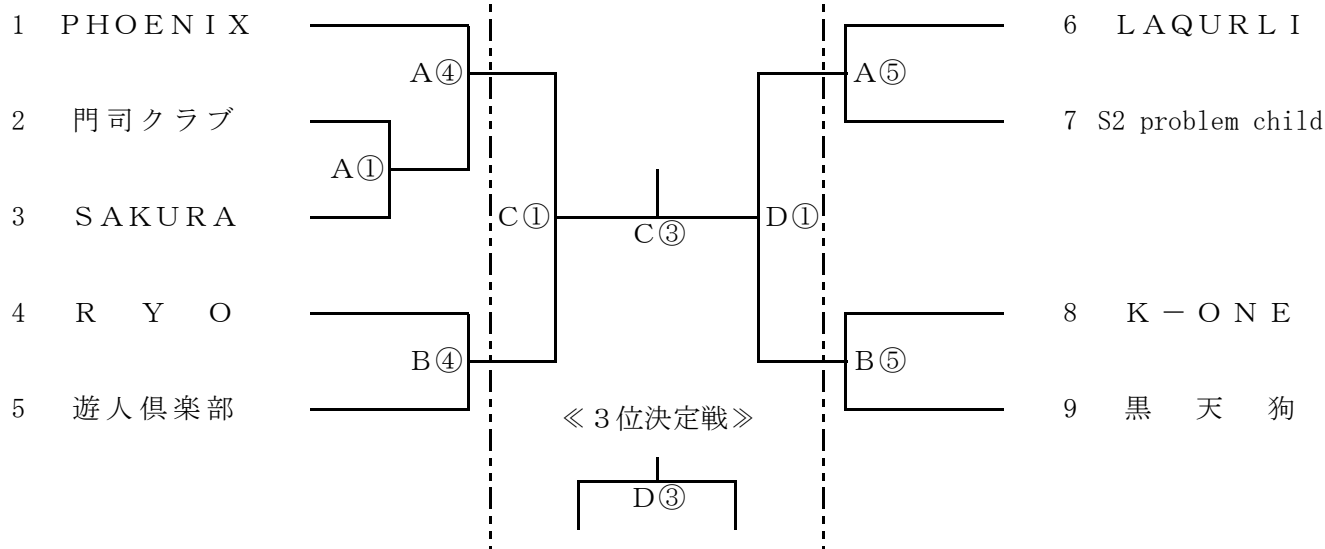 1 ＰＨＯＥＮＩＸ
6 ＬＡＱＵＲＬＩ
Ａ④
Ａ⑤
2 門司クラブ
7 S2 problem child
Ａ①
3 ＳＡＫＵＲＡ
Ｃ①
Ｃ③
Ｄ①
4 Ｒ Ｙ Ｏ
8 Ｋ－ＯＮＥ
Ｂ④
Ｂ⑤
5 遊人倶楽部
≪３位決定戦≫
9 黒 天 狗
Ｄ③